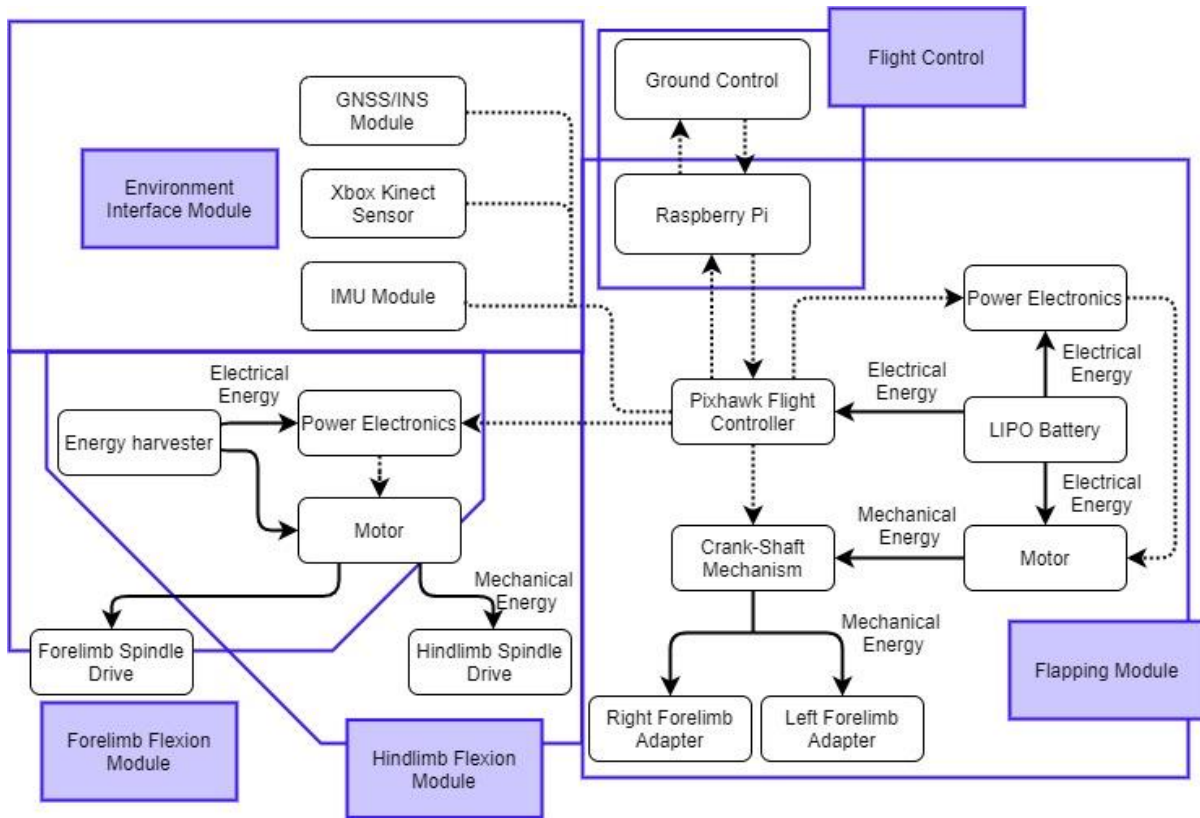 Flight Control
Ground Control
GNSS/INS
Module
Environment
Interface Module
Xbox Kinect
Sensor
Raspberry Pi
IMU Module
Power Electronics
Electrical
Energy
Electrical
Energy
Electrical
Energy
Energy harvester
Power Electronics
Pixhawk Flight
Controller
LIPO Battery
Electrical
Energy
Motor
Mechanical
Energy
Crank-Shaft
Mechanism
Motor
Mechanical
Energy
Forelimb Spindle
Drive
Hindlimb Spindle
Drive
Mechanical
Energy
Flapping Module
Right Forelimb
Adapter
Left Forelimb
Adapter
Forelimb Flexion
Module
Hindlimb Flexion
Module